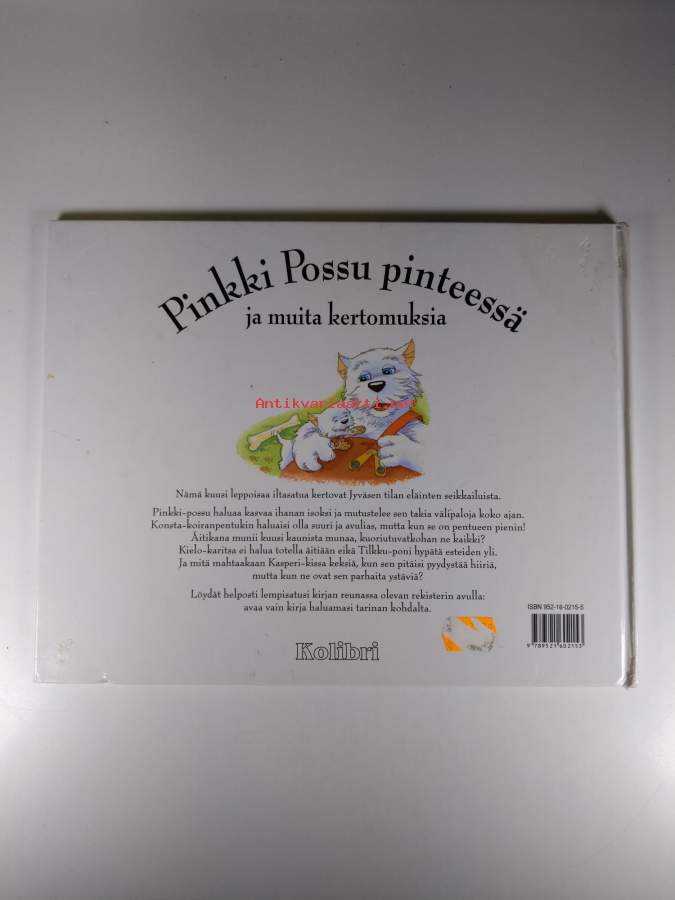 Pinkki Possu pinteessä
ja muita kertomuksia
Antikvariaatti.net
Nämä kuusi leppoisaa iltasatua kertovat Jyväsen tilan eläinten seikkailuista.
Pinkki-possu haluaa kasvaa ihanan isoksi ja mutustelee sen takia välipaloja koko ajan.
Konsta-koiranpentukin haluaisi olla suuri ja avulias, mutta kun se on pentueen pienin!
Äitikana munii kuusi kaunista munaa, kuoriutuvatkohan ne kaikki?
Kielo-karitsa ei halua totella äitiään eikä Tilkku-poni hypätä esteiden yli.
Ja mitä mahtaakaan Kasperi-kissa keksiä, kun sen pitäisi pyydystää hiiriä,
mutta kun ne ovat sen parhaita ystäviä?
Löydät helposti lempisatusi kirjan reunassa olevan rekisterin avulla:
avaa vain kirja haluamasi tarinan kohdalta.
ISBN 952-16-0215-5
9 789521 602153
Kolibri